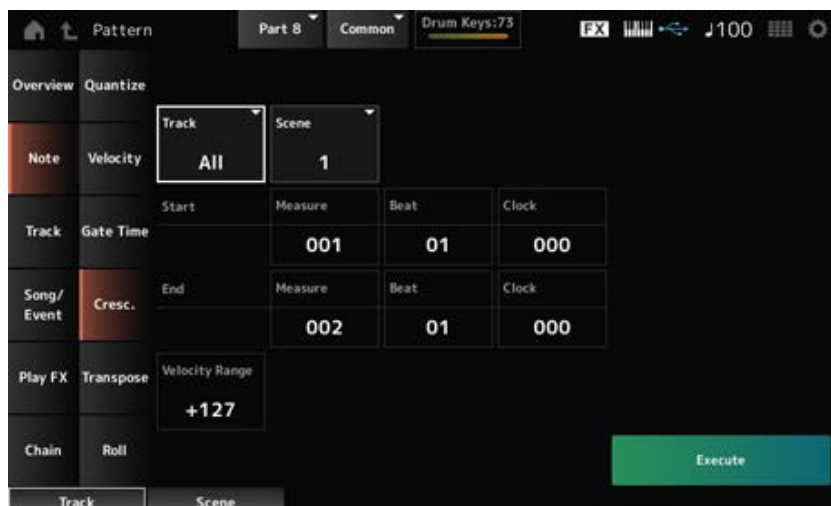 Pattern
Part 8
Common
Drum Keys:73
FX
♩100
Overview
Quantize
Track
All
Scene
1
Note
Velocity
Start
Measure
001
Beat
01
Clock
000
Track
Gate Time
End
Measure
002
Beat
01
Clock
000
Song/
Event
Cresc.
Play FX
Transpose
Velocity Range
+127
Chain
Roll
Execute
Track
Scene